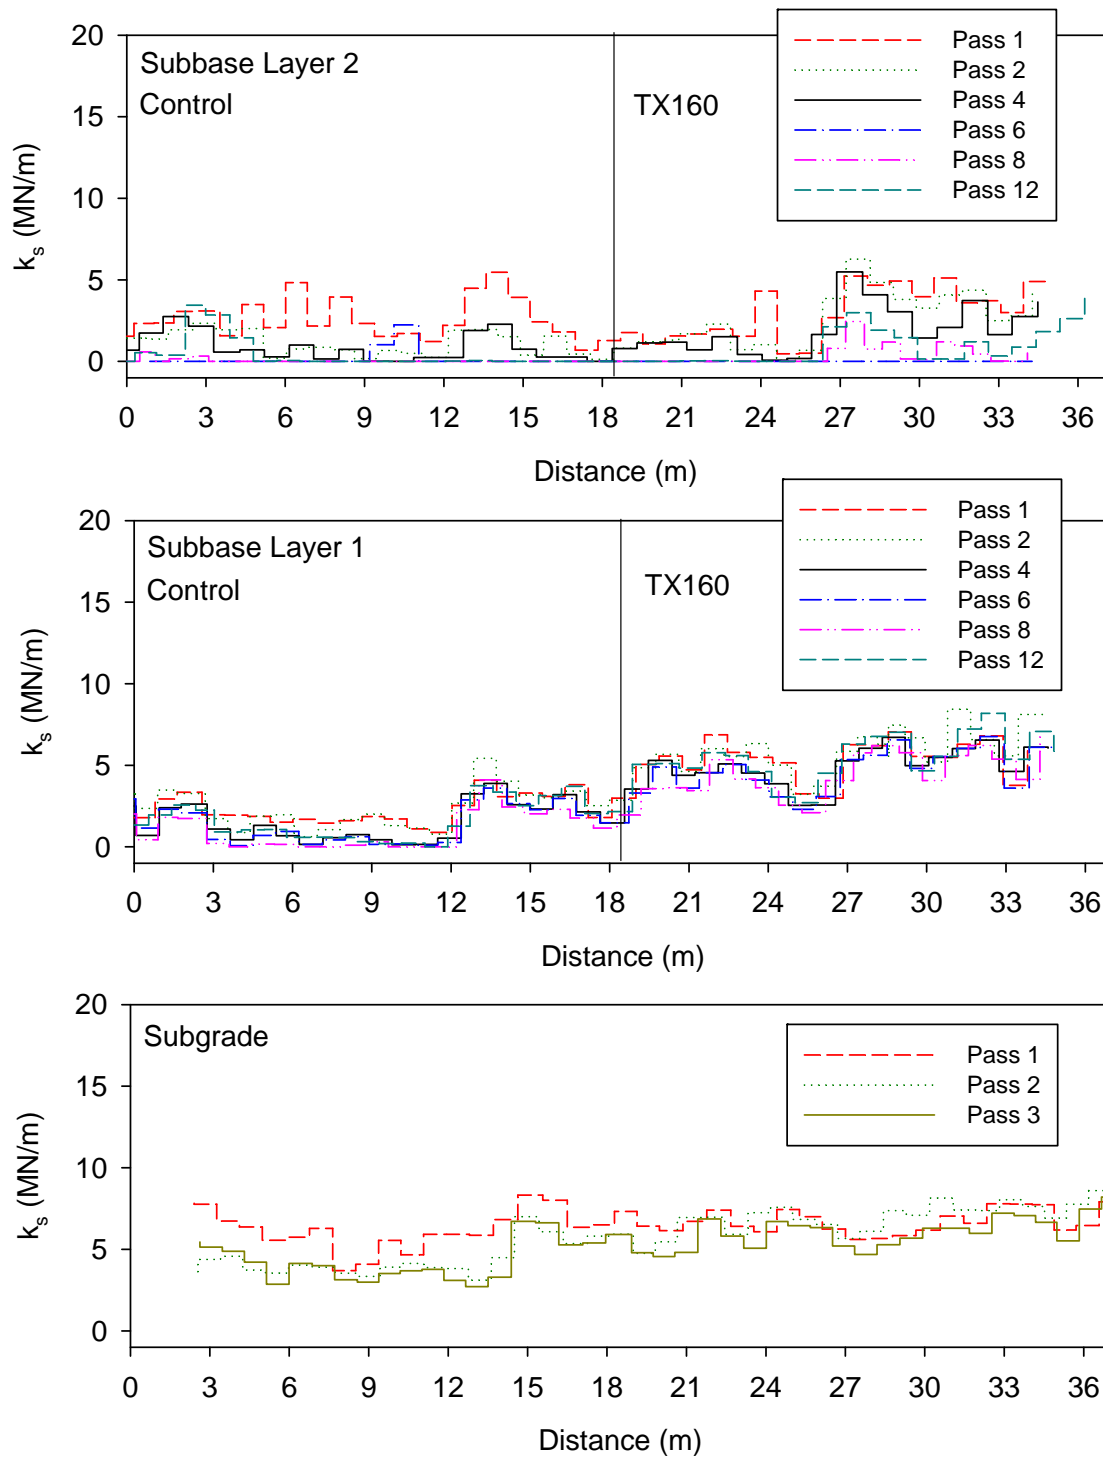 20
15
10
5
0
k_s (MN/m)
Subbase Layer 2
Control
TX160
Pass 1
Pass 2
Pass 4
Pass 6
Pass 8
Pass 12
0 3 6 9 12 15 18 21 24 27 30 33 36
Distance (m)
20
15
10
5
0
k_s (MN/m)
Subbase Layer 1
Control
TX160
Pass 1
Pass 2
Pass 4
Pass 6
Pass 8
Pass 12
0 3 6 9 12 15 18 21 24 27 30 33 36
Distance (m)
20
15
10
5
0
k_s (MN/m)
Subgrade
Pass 1
Pass 2
Pass 3
0 3 6 9 12 15 18 21 24 27 30 33 36
Distance (m)